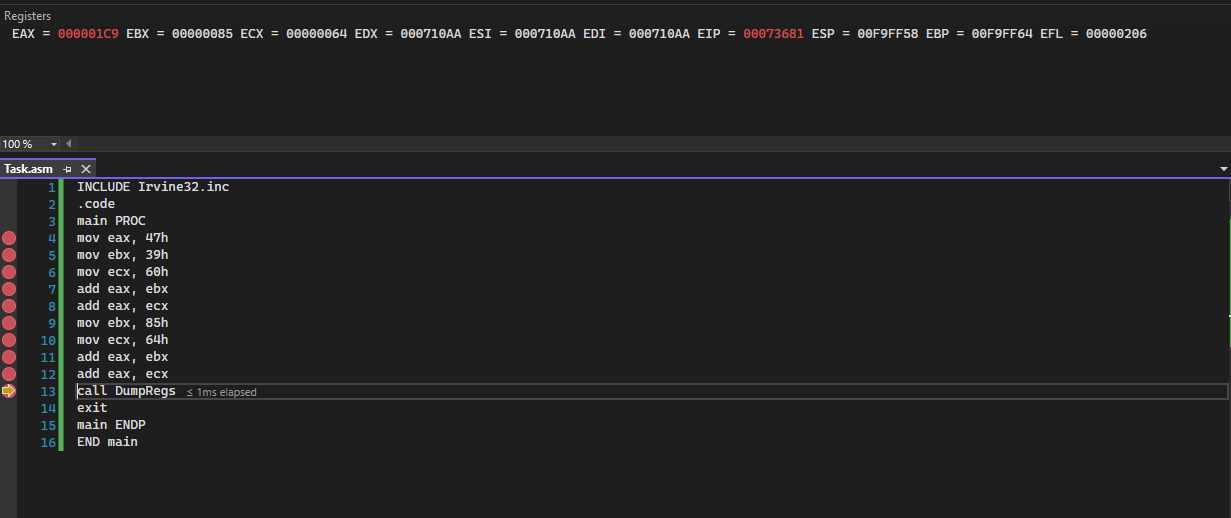 Registers
EAX = 000001C9 EBX = 00000085 ECX = 00000064 EDX = 000710AA ESI = 000710AA EDI = 000710AA EIP = 00073681 ESP = 00F9FF58 EBP = 00F9FF64 EFL = 00000206
100 %
Task.asm
1 INCLUDE Irvine32.inc
2 .code
3 main PROC
4 mov eax, 47h
5 mov ebx, 39h
6 mov ecx, 60h
7 add eax, ebx
8 add eax, ecx
9 mov ebx, 85h
10 mov ecx, 64h
11 add eax, ebx
12 add eax, ecx
13 call DumpRegs ≤ 1ms elapsed
14 exit
15 main ENDP
16 END main